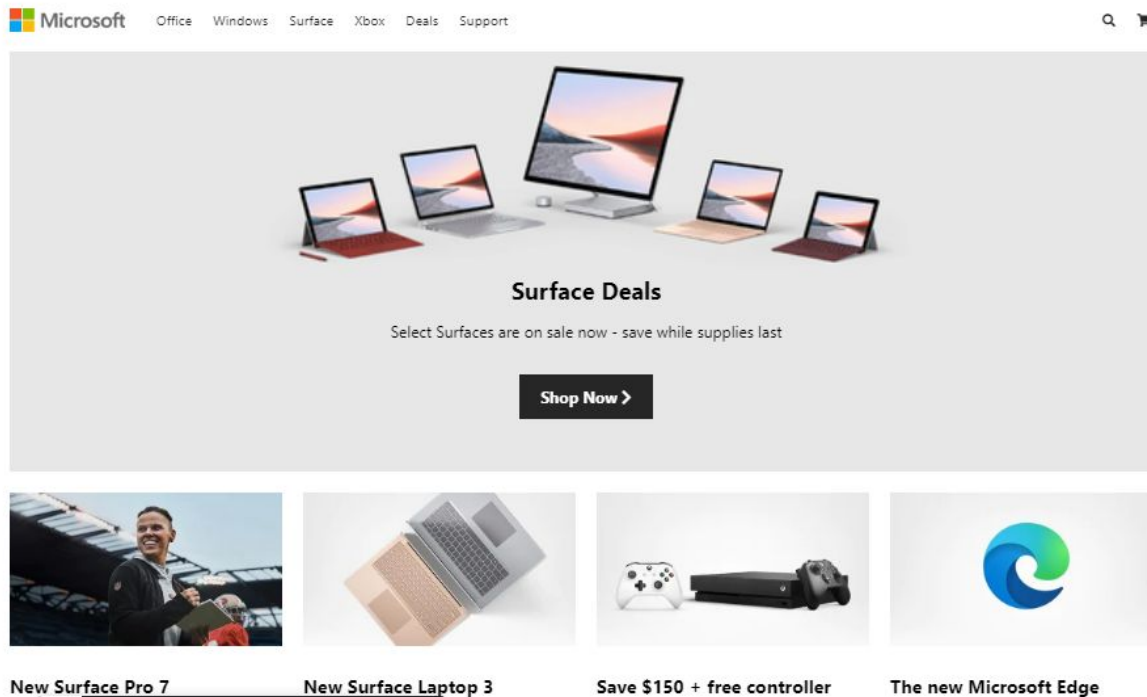 Microsoft Office Windows Surface Xbox Deals Support
Surface Deals
Select Surfaces are on sale now - save while supplies last
Shop Now
New Surface Pro 7
New Surface Laptop 3
Save $150 + free controller
The new Microsoft Edge